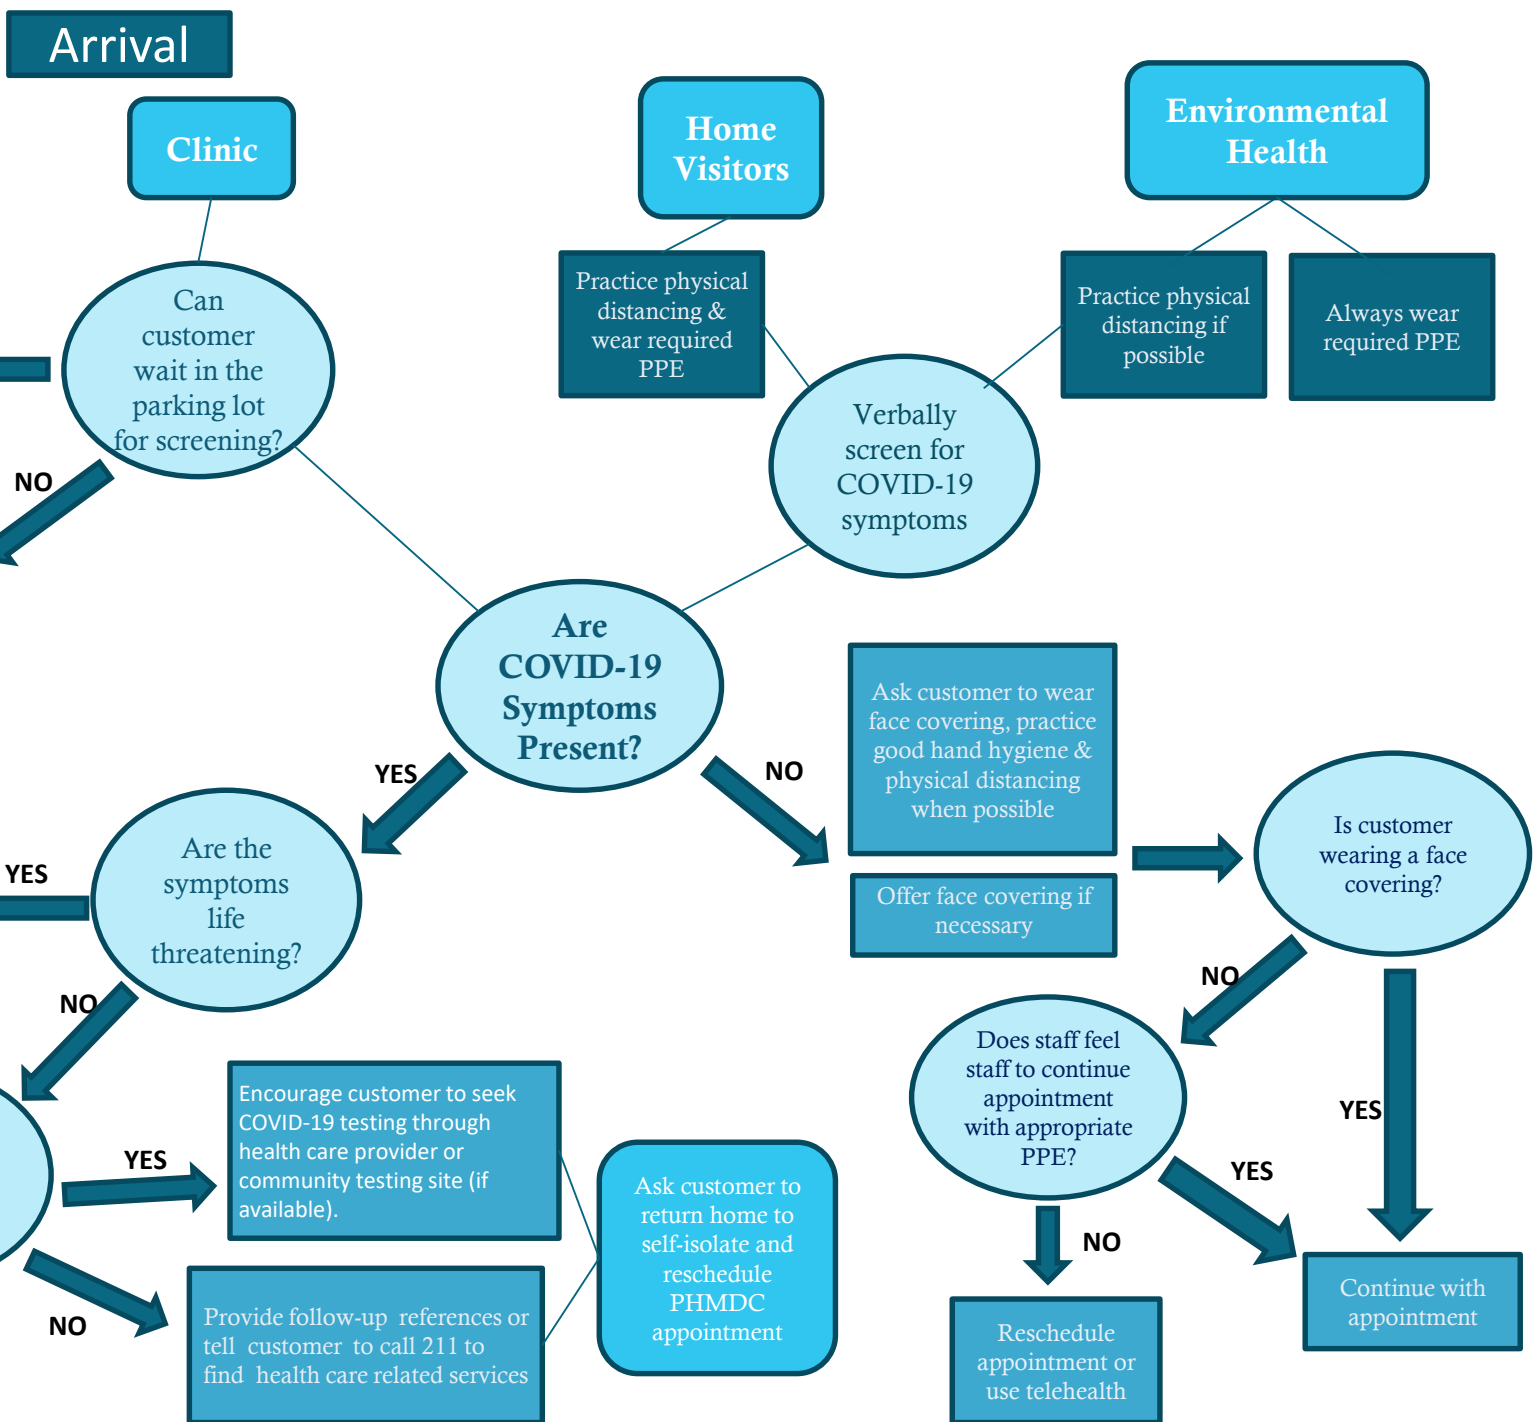 Arrival
Clinic
Home
Visitors
Environmental
Health
Can
customer
wait in the
parking lot
for screening?
NO
Practice physical
distancing &
wear required
PPE
Practice physical
distancing if
possible
Always wear
required PPE
Verbally
screen for
COVID-19
symptoms
Are
COVID-19
Symptoms
Present?
YES
NO
Ask customer to wear
face covering, practice
good hand hygiene &
physical distancing
when possible
Offer face covering if
necessary
Is customer
wearing a face
covering?
Are the
symptoms
life
threatening?
YES
NO
NO
YES
Does staff feel
staff to continue
appointment
with appropriate
PPE?
YES
NO
Encourage customer to seek
COVID-19 testing through
health care provider or
community testing site (if
available).
YES
NO
Provide follow-up  references or
tell  customer  to call 211 to
find  health care related services
Ask customer to
return home to
self-isolate and
reschedule
PHMDC
appointment
Reschedule
appointment or
use telehealth
Continue with
appointment